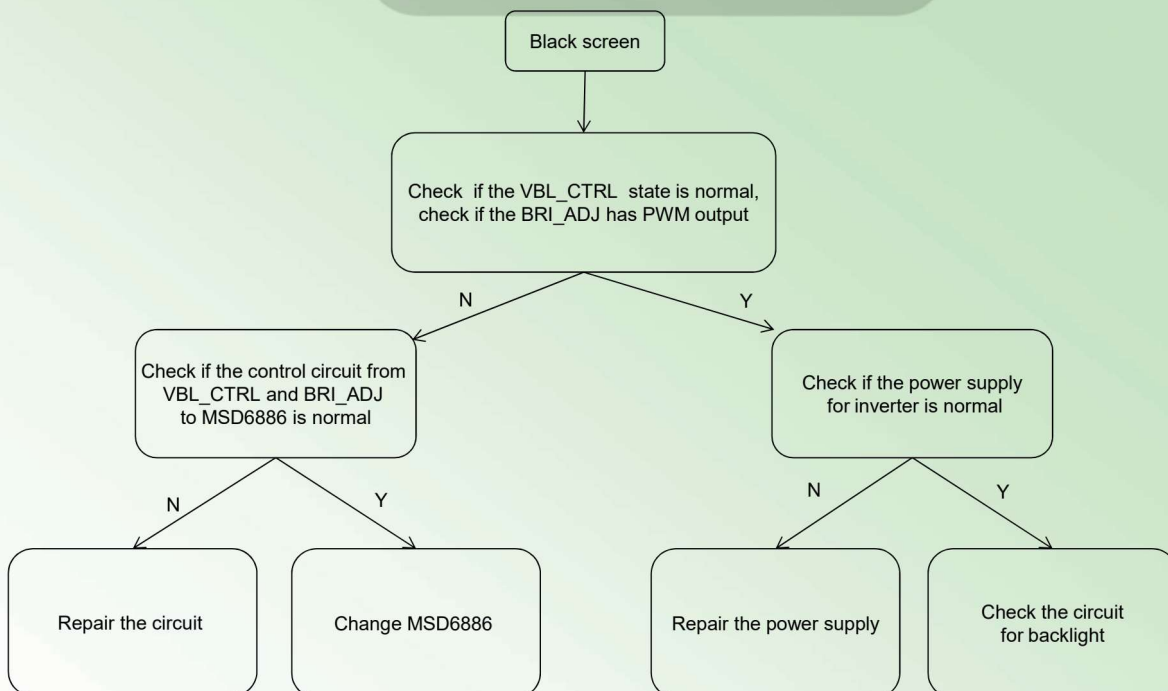 Black screen
Check if the VBL_CTRL state is normal,
check if the BRI_ADJ has PWM output
N
Y
Check if the control circuit from
VBL_CTRL and BRI_ADJ
to MSD6886 is normal
Check if the power supply
for inverter is normal
N
Y
N
Y
Repair the circuit
Change MSD6886
Repair the power supply
Check the circuit
for backlight